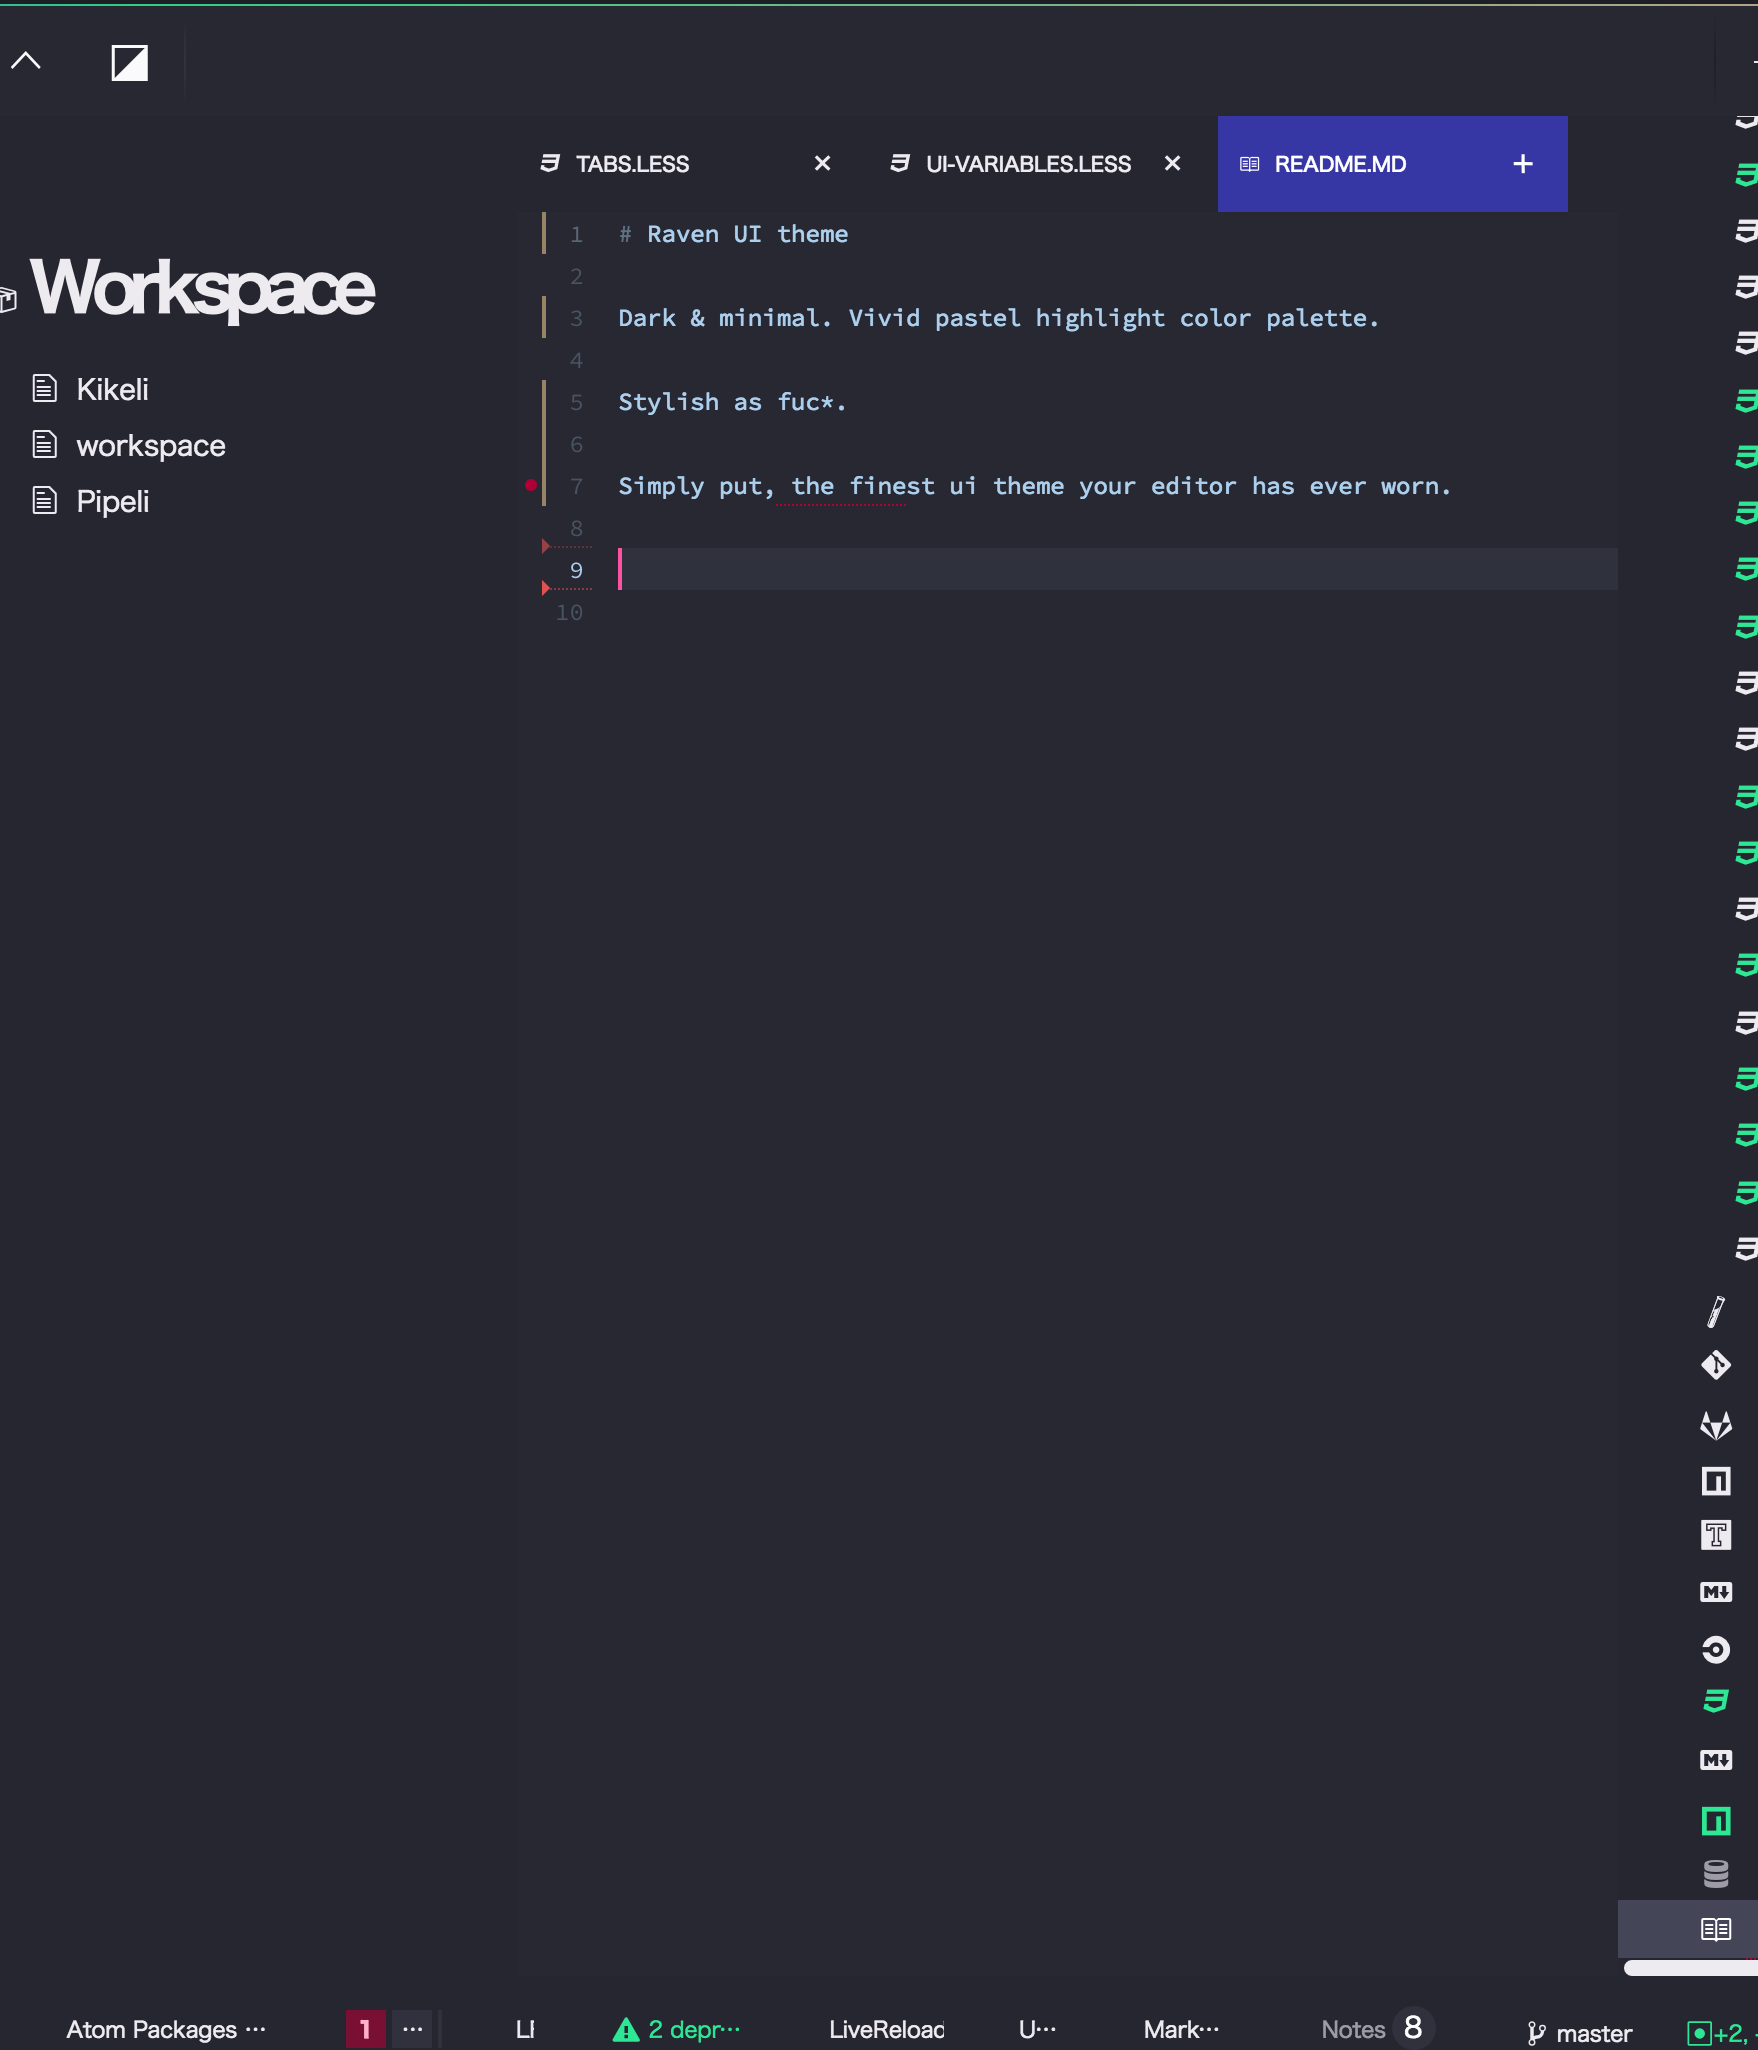 TABS.LESS
UI-VARIABLES.LESS
README.MD
Workspace
Kikeli
workspace
Pipeli
1 # Raven UI theme
2
3 Dark & minimal. Vivid pastel highlight color palette.
4
5 Stylish as fuc*.
6
7 Simply put, the finest ui theme your editor has ever worn.
8
9
10
Atom Packages ··· 1 ··· LF 2 depr··· LiveReload U··· Mark··· Notes 8 master +2,